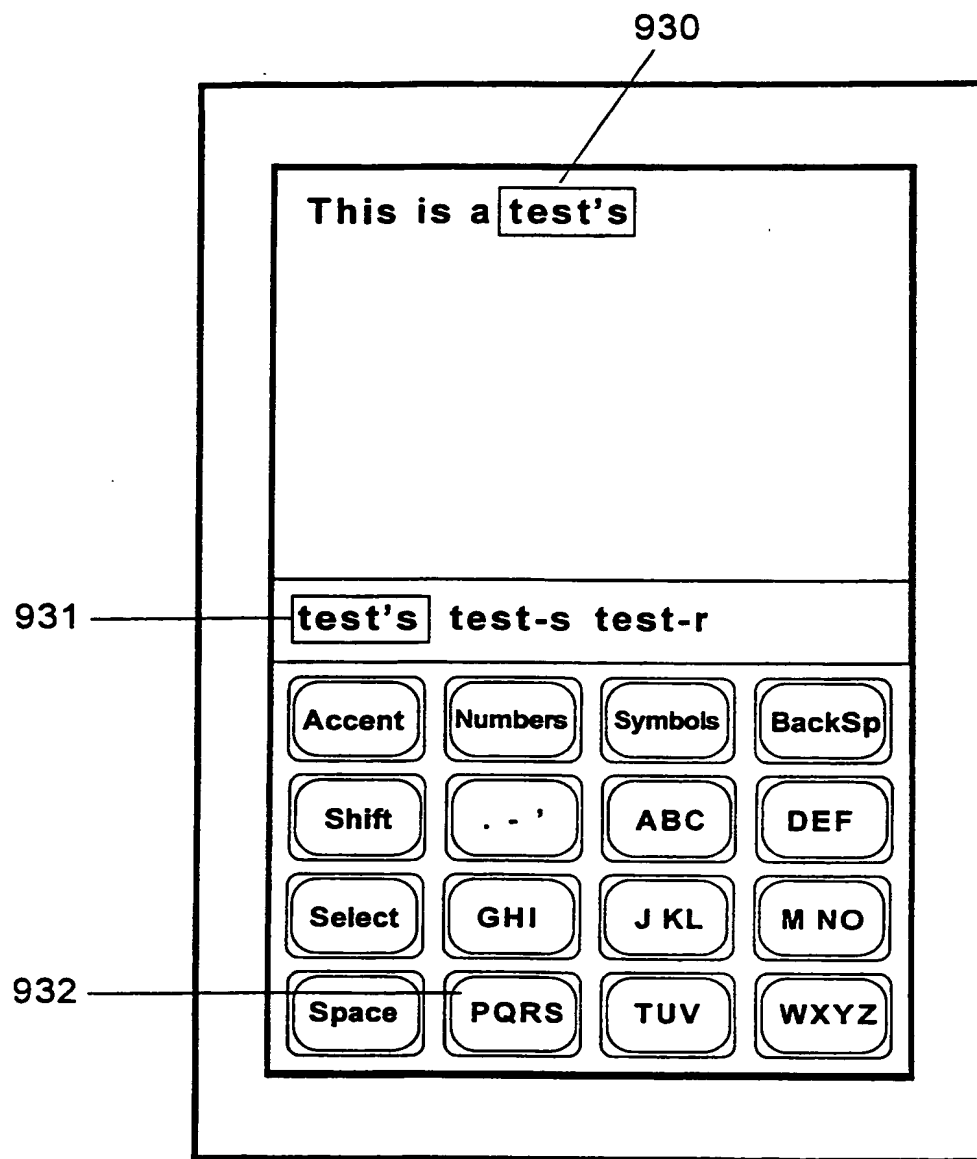 930
This is a test's
931 test's test-s test-r
Accent Numbers Symbols BackSp
Shift . - ' ABC DEF
Select GHI J KL M NO
932 Space PQRS TUV WXYZ